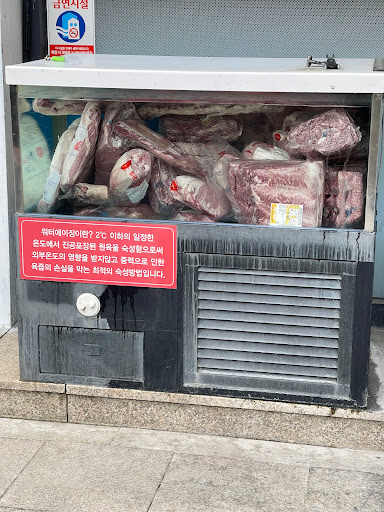 금연시설
워터에이징이란? 2℃ 이하의 일정한
온도에서 진공포장된 원육을 숙성함으로써
외부온도의 영향을 받지않고 중력으로 인한
육즙의 손실을 막는 최적의 숙성방법입니다.